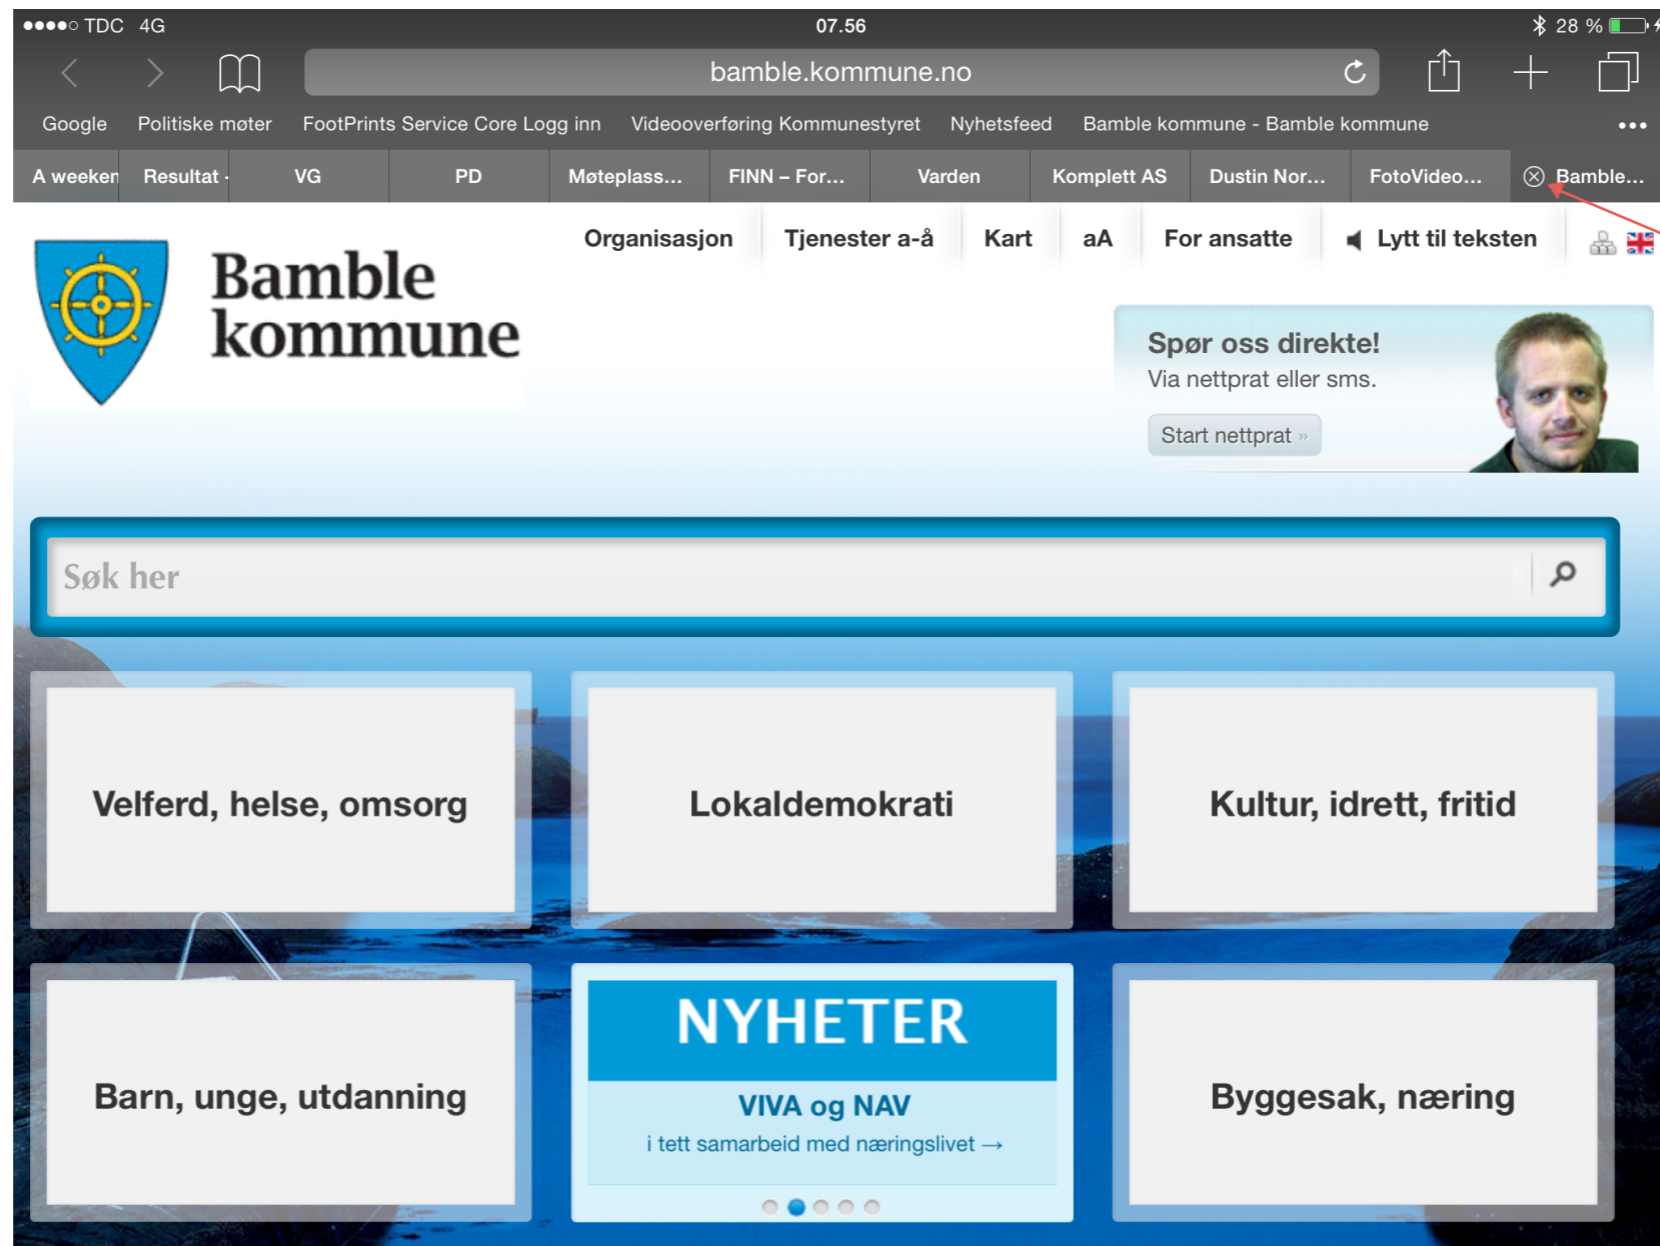 TDC 4G 07.56 28 %
bamble.kommune.no
Google Politiske møter FootPrints Service Core Logg inn Videooverføring Kommunestyret Nyhetsfeed Bamble kommune - Bamble kommune •••
A weeken Resultat - VG PD Møteplass... FINN – For... Varden Komplett AS Dustin Nor... FotoVideo... Bamble...
Organisasjon Tjenester a-å Kart aA For ansatte Lytt til teksten
Bamble
kommune
Spør oss direkte!
Via nettprat eller sms.
Start nettprat »
Søk her
Velferd, helse, omsorg
Lokaldemokrati
Kultur, idrett, fritid
Barn, unge, utdanning
NYHETER
VIVA og NAV
i tett samarbeid med næringslivet →
Byggesak, næring